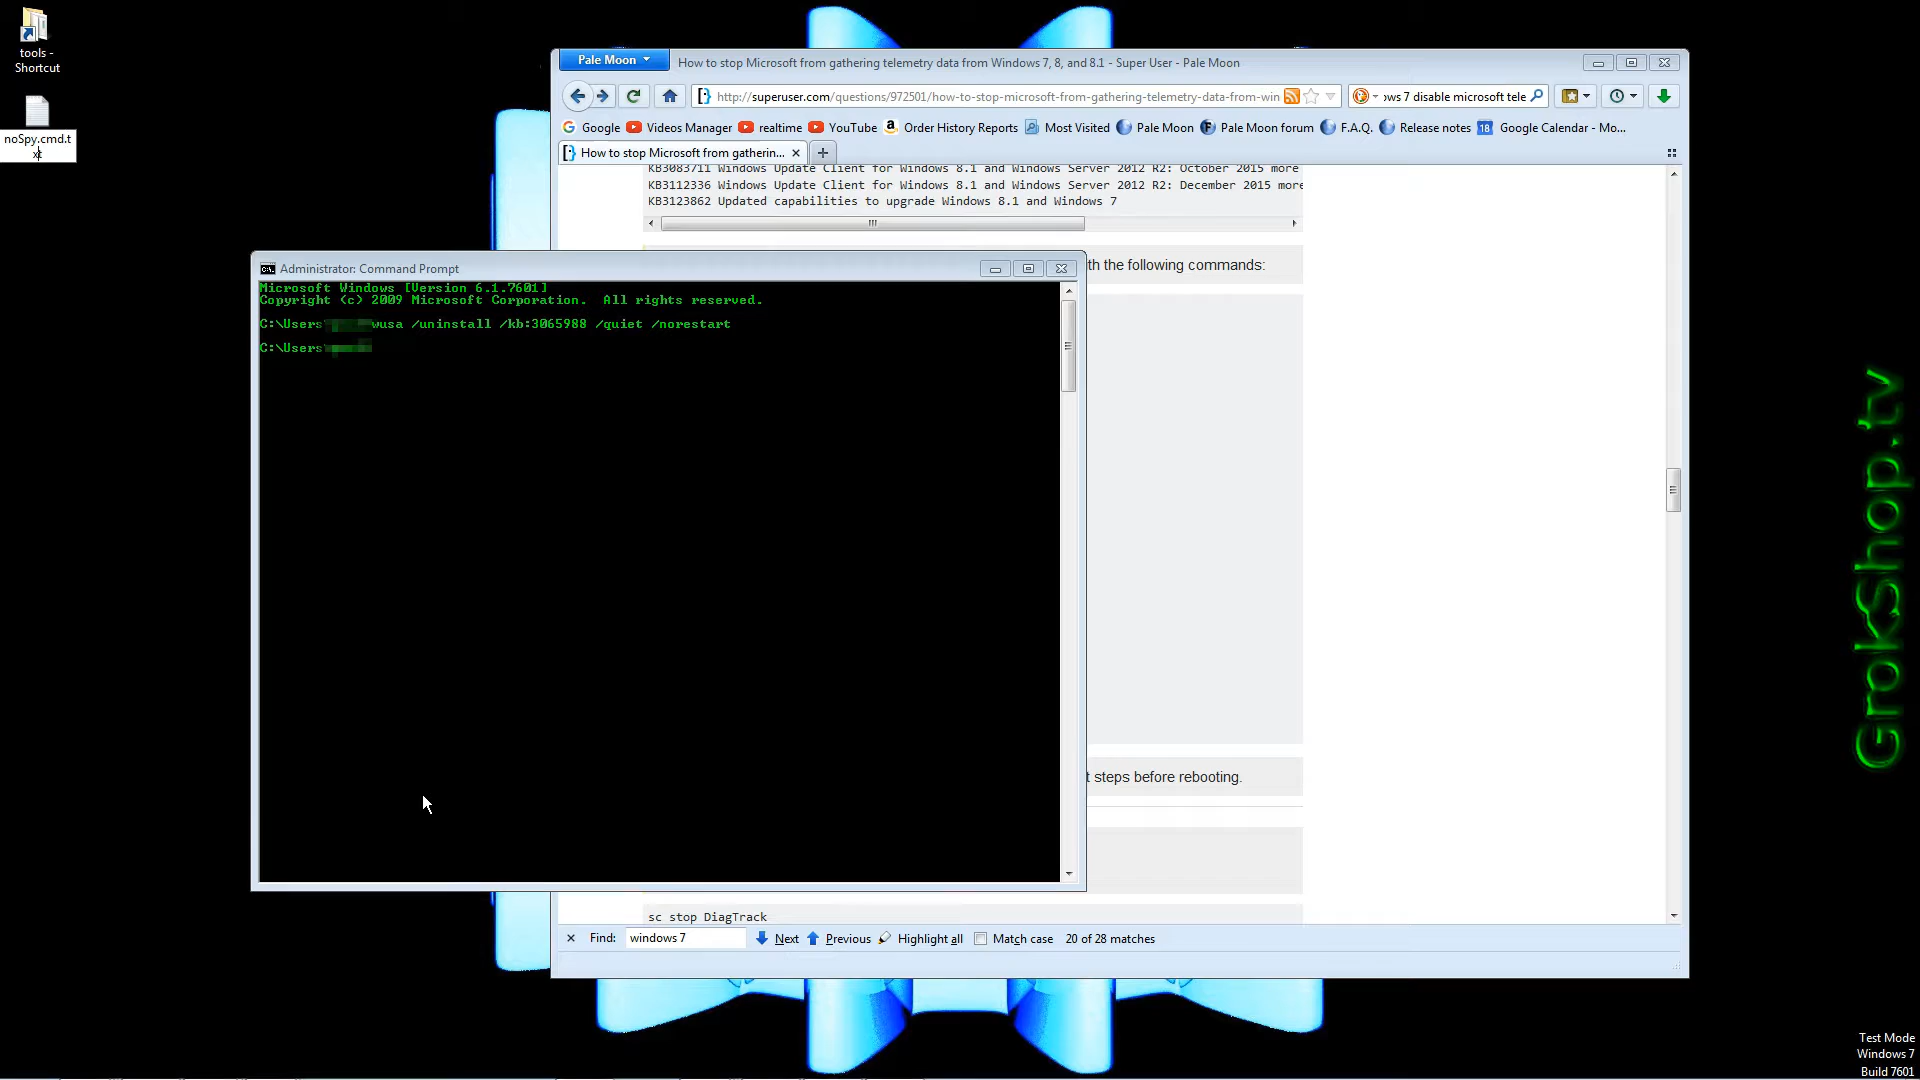 tools -
Shortcut
noSpy.cmd.t
xt
Pale Moon
How to stop Microsoft from gathering telemetry data from Windows 7, 8, and 8.1 - Super User - Pale Moon
http://superuser.com/questions/972501/how-to-stop-microsoft-from-gathering-telemetry-data-from-win
ws 7 disable microsoft tele
Google Videos Manager realtime YouTube Order History Reports Most Visited Pale Moon Pale Moon forum F.A.Q. Release notes 18 Google Calendar - Mo...
How to stop Microsoft from gatherin...
KB3083711 Windows Update Client for Windows 8.1 and Windows Server 2012 R2: October 2015 more
KB3112336 Windows Update Client for Windows 8.1 and Windows Server 2012 R2: December 2015 more
KB3123862 Updated capabilities to upgrade Windows 8.1 and Windows 7
th the following commands:
Administrator: Command Prompt
Microsoft Windows [Version 6.1.7601]
Copyright (c) 2009 Microsoft Corporation.  All rights reserved.
C:\Users\ wusa /uninstall /kb:3065988 /quiet /norestart
C:\Users\
t steps before rebooting.
sc stop DiagTrack
Find: windows 7 Next Previous Highlight all Match case 20 of 28 matches
GrokShop.tv
Test Mode
Windows 7
Build 7601